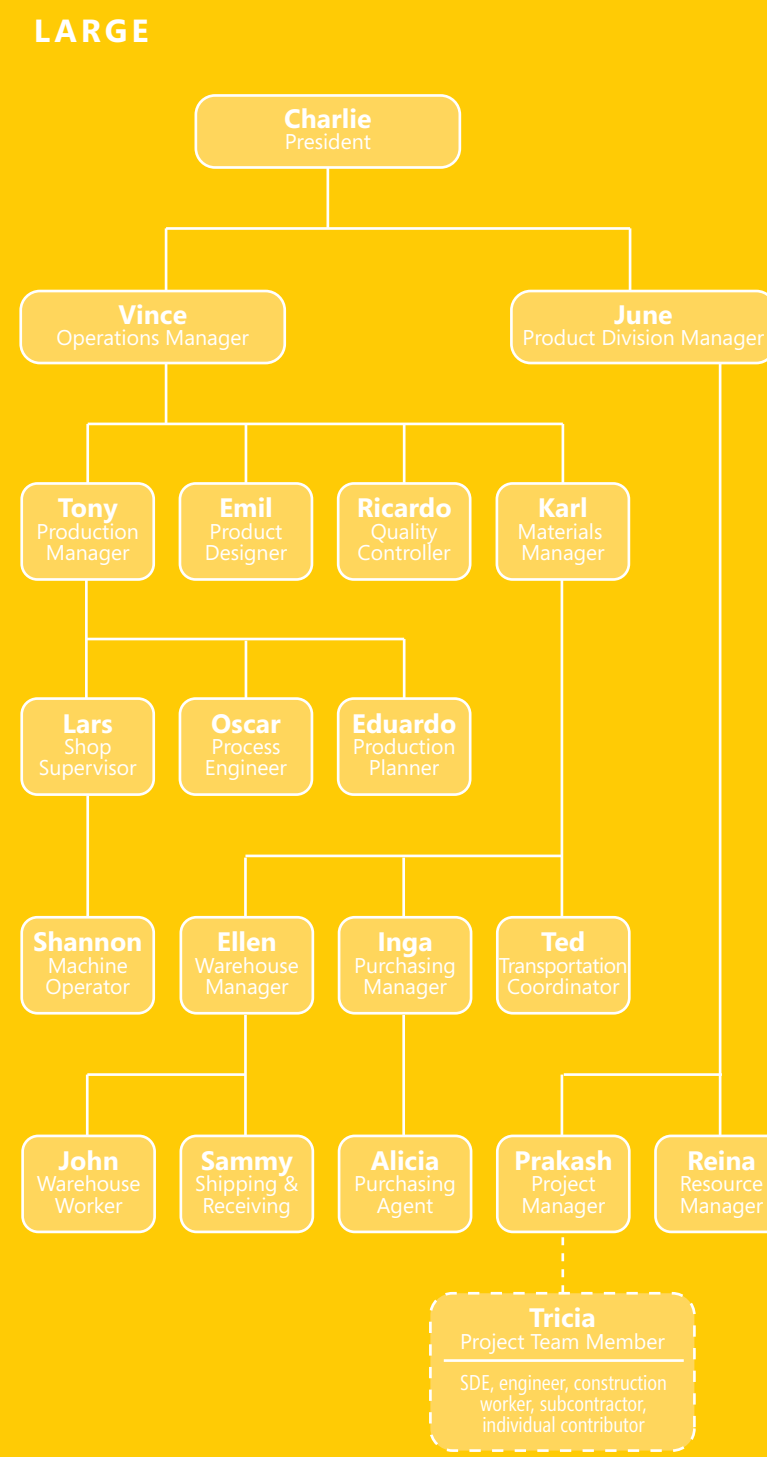 LARGE
Charlie
President
Vince
Operations Manager
June
Product Division Manager
Tony
Production
Manager
Emil
Product
Designer
Ricardo
Quality
Controller
Karl
Materials
Manager
Lars
Shop
Supervisor
Oscar
Process
Engineer
Eduardo
Production
Planner
Shannon
Machine
Operator
Ellen
Warehouse
Manager
Inga
Purchasing
Manager
Ted
Transportation
Coordinator
John
Warehouse
Worker
Sammy
Shipping &
Receiving
Alicia
Purchasing
Agent
Prakash
Project
Manager
Reina
Resource
Manager
Tricia
Project Team Member
SDE, engineer, construction
worker, subcontractor,
individual contributor